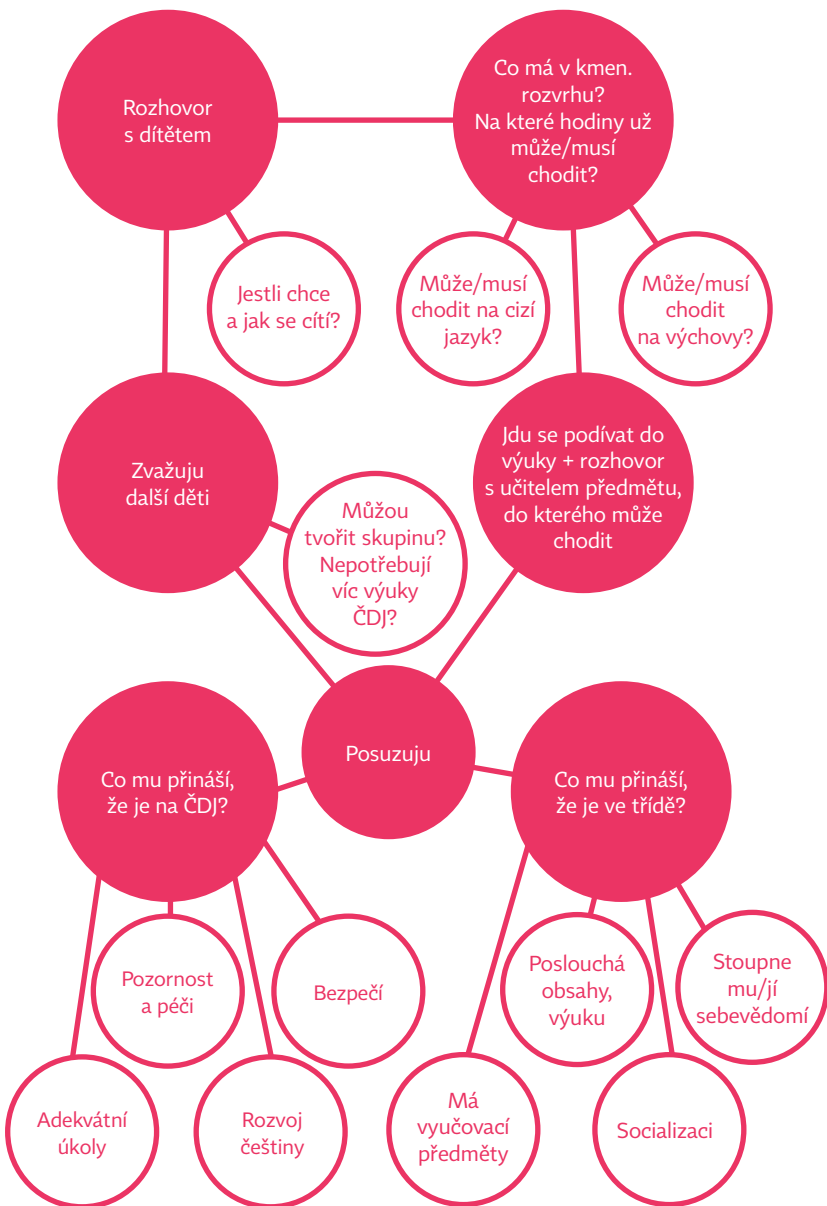 Rozhovor
s dítětem
Co má v kmen.
rozvrhu?
Na které hodiny už
může/musí
chodit?
Jestli chce
a jak se cítí?
Může/musí
chodit na cizí
jazyk?
Může/musí
chodit
na výchovy?
Zvažuju
další děti
Můžou
tvořit skupinu?
Nepotřebují
víc výuky
ČDJ?
Jdu se podívat do
výuky + rozhovor
s učitelem předmětu,
do kterého může
chodit
Posuzuju
Co mu přináší,
že je na ČDJ?
Co mu přináší,
že je ve třídě?
Pozornost
a péči
Bezpečí
Poslouchá
obsahy,
výuku
Stoupne
mu/jí
sebevědomí
Adekvátní
úkoly
Rozvoj
češtiny
Má
vyučovací
předměty
Socializaci